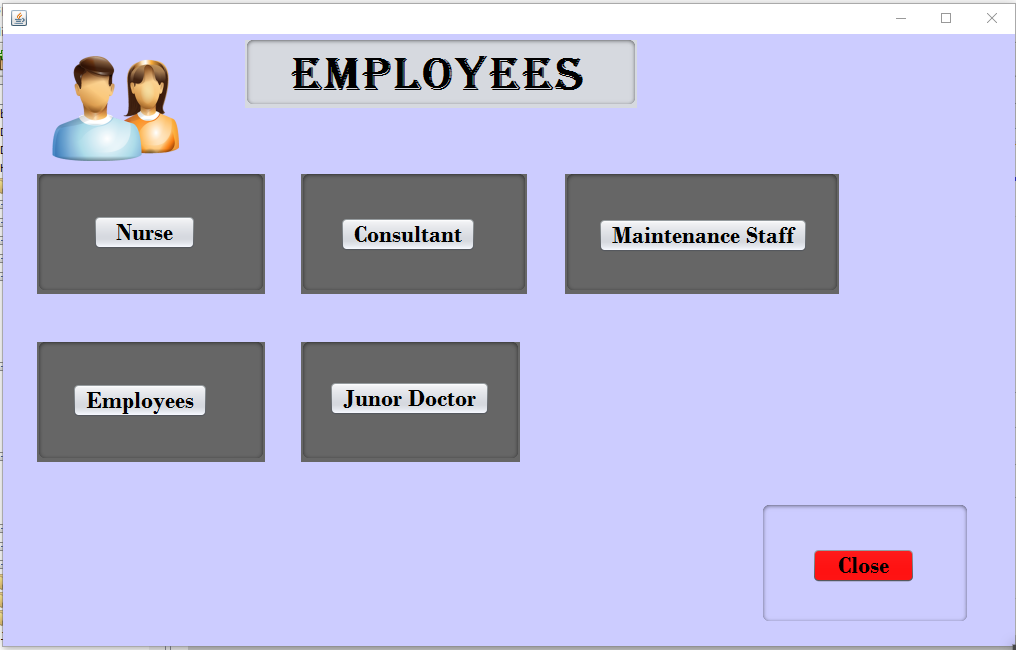 EMPLOYEES
Nurse
Consultant
Maintenance Staff
Employees
Junor Doctor
Close